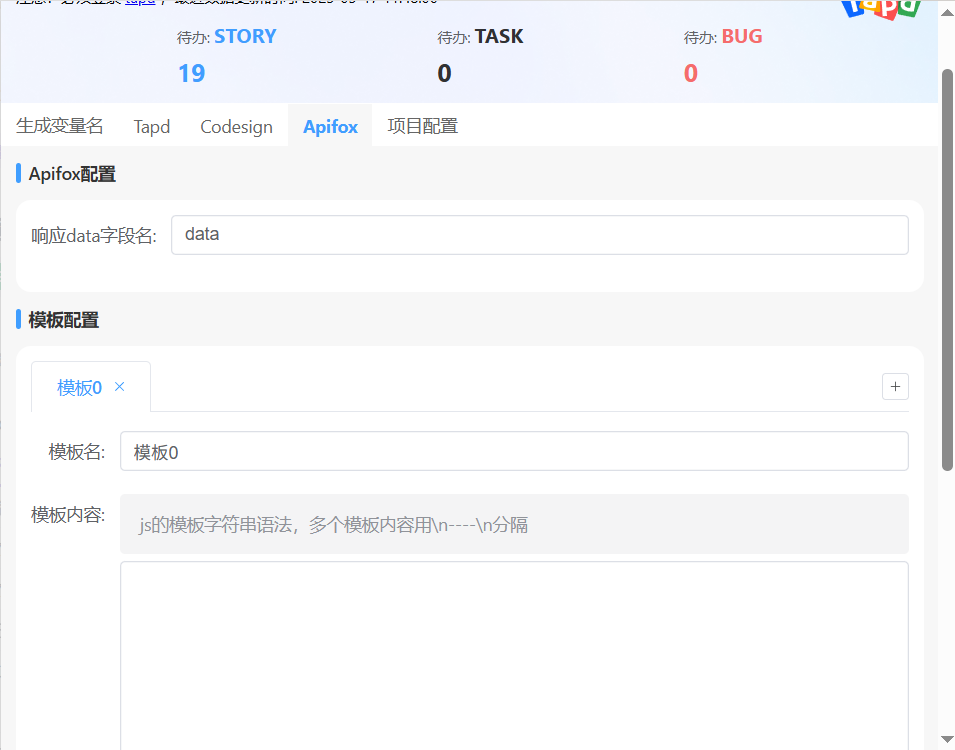 tapd
待办: STORY 待办: TASK 待办: BUG
19 0 0
生成变量名 Tapd Codesign Apifox 项目配置
Apifox配置
响应data字段名: data
模板配置
模板0 × +
模板名: 模板0
模板内容: js的模板字符串语法，多个模板内容用\n----\n分隔